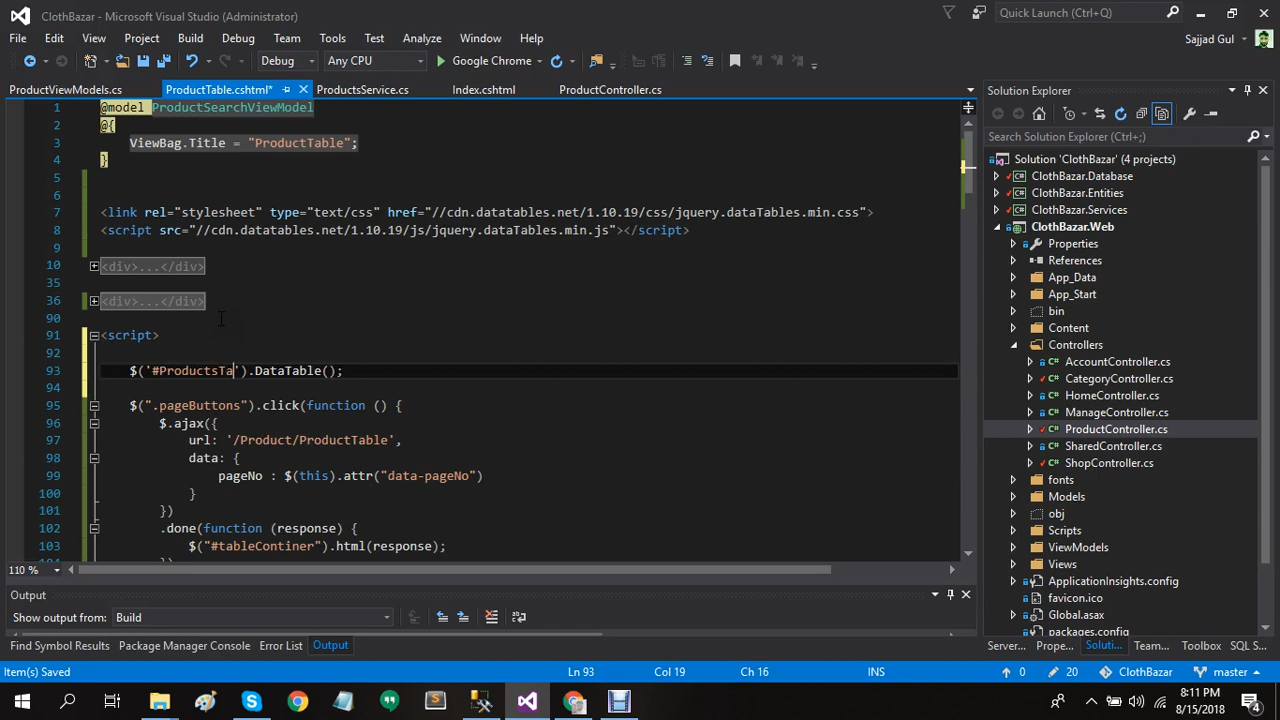 ClothBazar - Microsoft Visual Studio (Administrator)
Quick Launch (Ctrl+Q)
File Edit View Project Build Debug Team Tools Test Analyze Window Help
Sajjad Gul
Debug Any CPU Google Chrome
ProductViewModels.cs ProductTable.cshtml* ProductsService.cs Index.cshtml ProductController.cs
1 @model ProductSearchViewModel
2 @{
3 ViewBag.Title = "ProductTable";
4 }
5
6
7 <link rel="stylesheet" type="text/css" href="//cdn.datatables.net/1.10.19/css/jquery.dataTables.min.css">
8 <script src="//cdn.datatables.net/1.10.19/js/jquery.dataTables.min.js"></script>
9
10 <div>...</div>
35
36 <div>...</div>
90
91 <script>
92
93 $('#ProductsTa').DataTable();
94
95 $(".pageButtons").click(function () {
96 $.ajax({
97 url: '/Product/ProductTable',
98 data: {
99 pageNo : $(this).attr("data-pageNo")
100 }
101 })
102 .done(function (response) {
103 $("#tableContiner").html(response);
110 %
Output
Show output from: Build
Find Symbol Results Package Manager Console Error List Output
Solution Explorer
Search Solution Explorer (Ctrl+;)
Solution 'ClothBazar' (4 projects)
ClothBazar.Database
ClothBazar.Entities
ClothBazar.Services
ClothBazar.Web
Properties
References
App_Data
App_Start
bin
Content
Controllers
AccountController.cs
CategoryController.cs
HomeController.cs
ManageController.cs
ProductController.cs
SharedController.cs
ShopController.cs
fonts
Models
obj
Scripts
ViewModels
Views
ApplicationInsights.config
favicon.ico
Global.asax
packages.config
Server... Prope... Soluti... Team... SQL S...
Item(s) Saved Ln 93 Col 19 Ch 16 INS 0 20 ClothBazar master
8:11 PM
8/15/2018
4